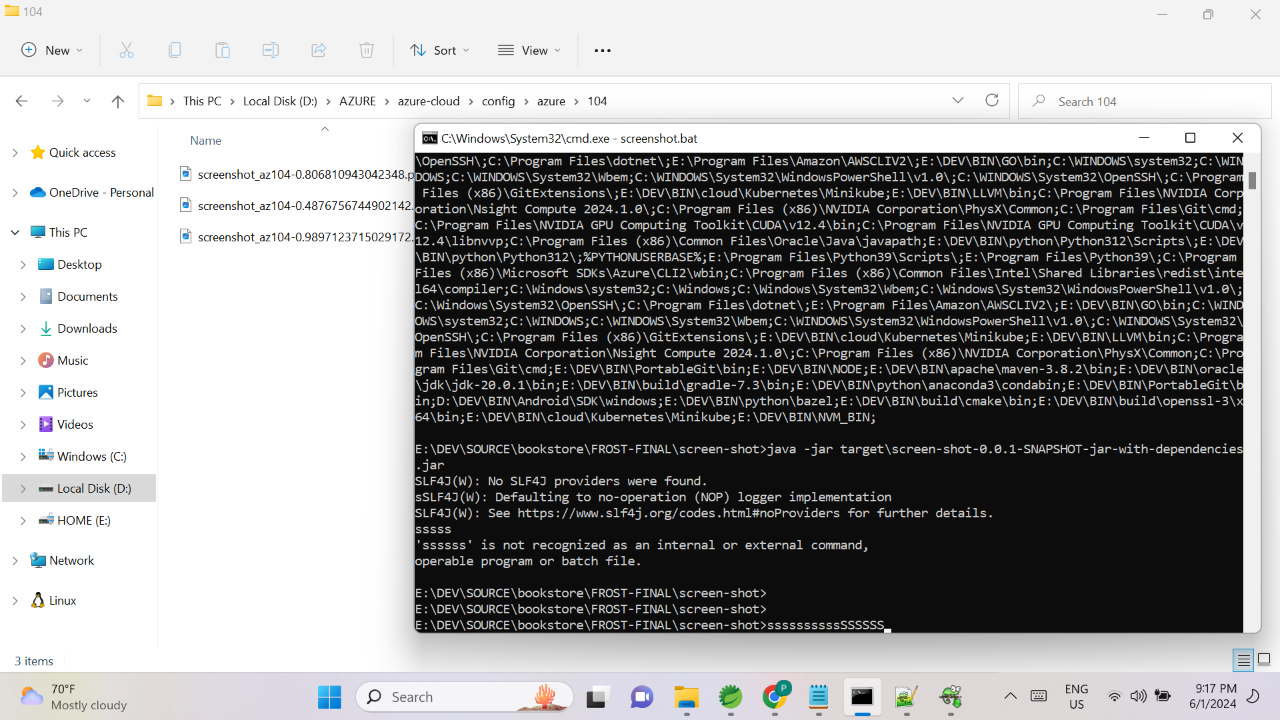 104
New
Sort
View
This PC
Local Disk (D:)
AZURE
azure-cloud
config
azure
104
Search 104
Quick access
OneDrive - Personal
This PC
Desktop
Documents
Downloads
Music
Pictures
Videos
Windows (C:)
Local Disk (D:)
HOME (E:)
Network
Linux
Name
screenshot_az104-0.806810943042348.p
screenshot_az104-0.4876756744902142.
screenshot_az104-0.9897123715029172.
C:\Windows\System32\cmd.exe - screenshot.bat
\OpenSSH\;C:\Program Files\dotnet\;E:\Program Files\Amazon\AWSCLIV2\;E:\DEV\BIN\GO\bin;C:\WINDOWS\system32;C:\WIN
DOWS;C:\WINDOWS\System32\Wbem;C:\WINDOWS\System32\WindowsPowerShell\v1.0\;C:\WINDOWS\System32\OpenSSH\;C:\Program
 Files (x86)\GitExtensions\;E:\DEV\BIN\cloud\Kubernetes\Minikube;E:\DEV\BIN\LLVM\bin;C:\Program Files\NVIDIA Corp
oration\Nsight Compute 2024.1.0\;C:\Program Files (x86)\NVIDIA Corporation\PhysX\Common;C:\Program Files\Git\cmd;
C:\Program Files\NVIDIA GPU Computing Toolkit\CUDA\v12.4\bin;C:\Program Files\NVIDIA GPU Computing Toolkit\CUDA\v
12.4\libnvvp;C:\Program Files (x86)\Common Files\Oracle\Java\javapath;E:\DEV\BIN\python\Python312\Scripts\;E:\DEV
\BIN\python\Python312\;%PYTHONUSERBASE%;E:\Program Files\Python39\Scripts\;E:\Program Files\Python39\;C:\Program
Files (x86)\Microsoft SDKs\Azure\CLI2\wbin;C:\Program Files (x86)\Common Files\Intel\Shared Libraries\redist\inte
l64\compiler;C:\Windows\system32;C:\Windows;C:\Windows\System32\Wbem;C:\Windows\System32\WindowsPowerShell\v1.0\;
C:\Windows\System32\OpenSSH\;C:\Program Files\dotnet\;E:\Program Files\Amazon\AWSCLIV2\;E:\DEV\BIN\GO\bin;C:\WIND
OWS\system32;C:\WINDOWS;C:\WINDOWS\System32\Wbem;C:\WINDOWS\System32\WindowsPowerShell\v1.0\;C:\WINDOWS\System32\
OpenSSH\;C:\Program Files (x86)\GitExtensions\;E:\DEV\BIN\cloud\Kubernetes\Minikube;E:\DEV\BIN\LLVM\bin;C:\Progra
m Files\NVIDIA Corporation\Nsight Compute 2024.1.0\;C:\Program Files (x86)\NVIDIA Corporation\PhysX\Common;C:\Pro
gram Files\Git\cmd;E:\DEV\BIN\PortableGit\bin;E:\DEV\BIN\NODE;E:\DEV\BIN\apache\maven-3.8.2\bin;E:\DEV\BIN\oracle
\jdk\jdk-20.0.1\bin;E:\DEV\BIN\build\gradle-7.3\bin;E:\DEV\BIN\python\anaconda3\condabin;E:\DEV\BIN\PortableGit\b
in;D:\DEV\BIN\Android\SDK\windows;E:\DEV\BIN\python\bazel;E:\DEV\BIN\build\cmake\bin;E:\DEV\BIN\build\openssl-3\x
64\bin;E:\DEV\BIN\cloud\Kubernetes\Minikube;E:\DEV\BIN\NVM_BIN;
E:\DEV\SOURCE\bookstore\FROST-FINAL\screen-shot>java -jar target\screen-shot-0.0.1-SNAPSHOT-jar-with-dependencies
.jar
SLF4J(W): No SLF4J providers were found.
sSLF4J(W): Defaulting to no-operation (NOP) logger implementation
SLF4J(W): See https://www.slf4j.org/codes.html#noProviders for further details.
sssss
'ssssss' is not recognized as an internal or external command,
operable program or batch file.
E:\DEV\SOURCE\bookstore\FROST-FINAL\screen-shot>
E:\DEV\SOURCE\bookstore\FROST-FINAL\screen-shot>
E:\DEV\SOURCE\bookstore\FROST-FINAL\screen-shot>ssssssssssSSSSSS
3 items
70°F
Mostly cloudy
Search
P
ENG
US
9:17 PM
6/1/2024